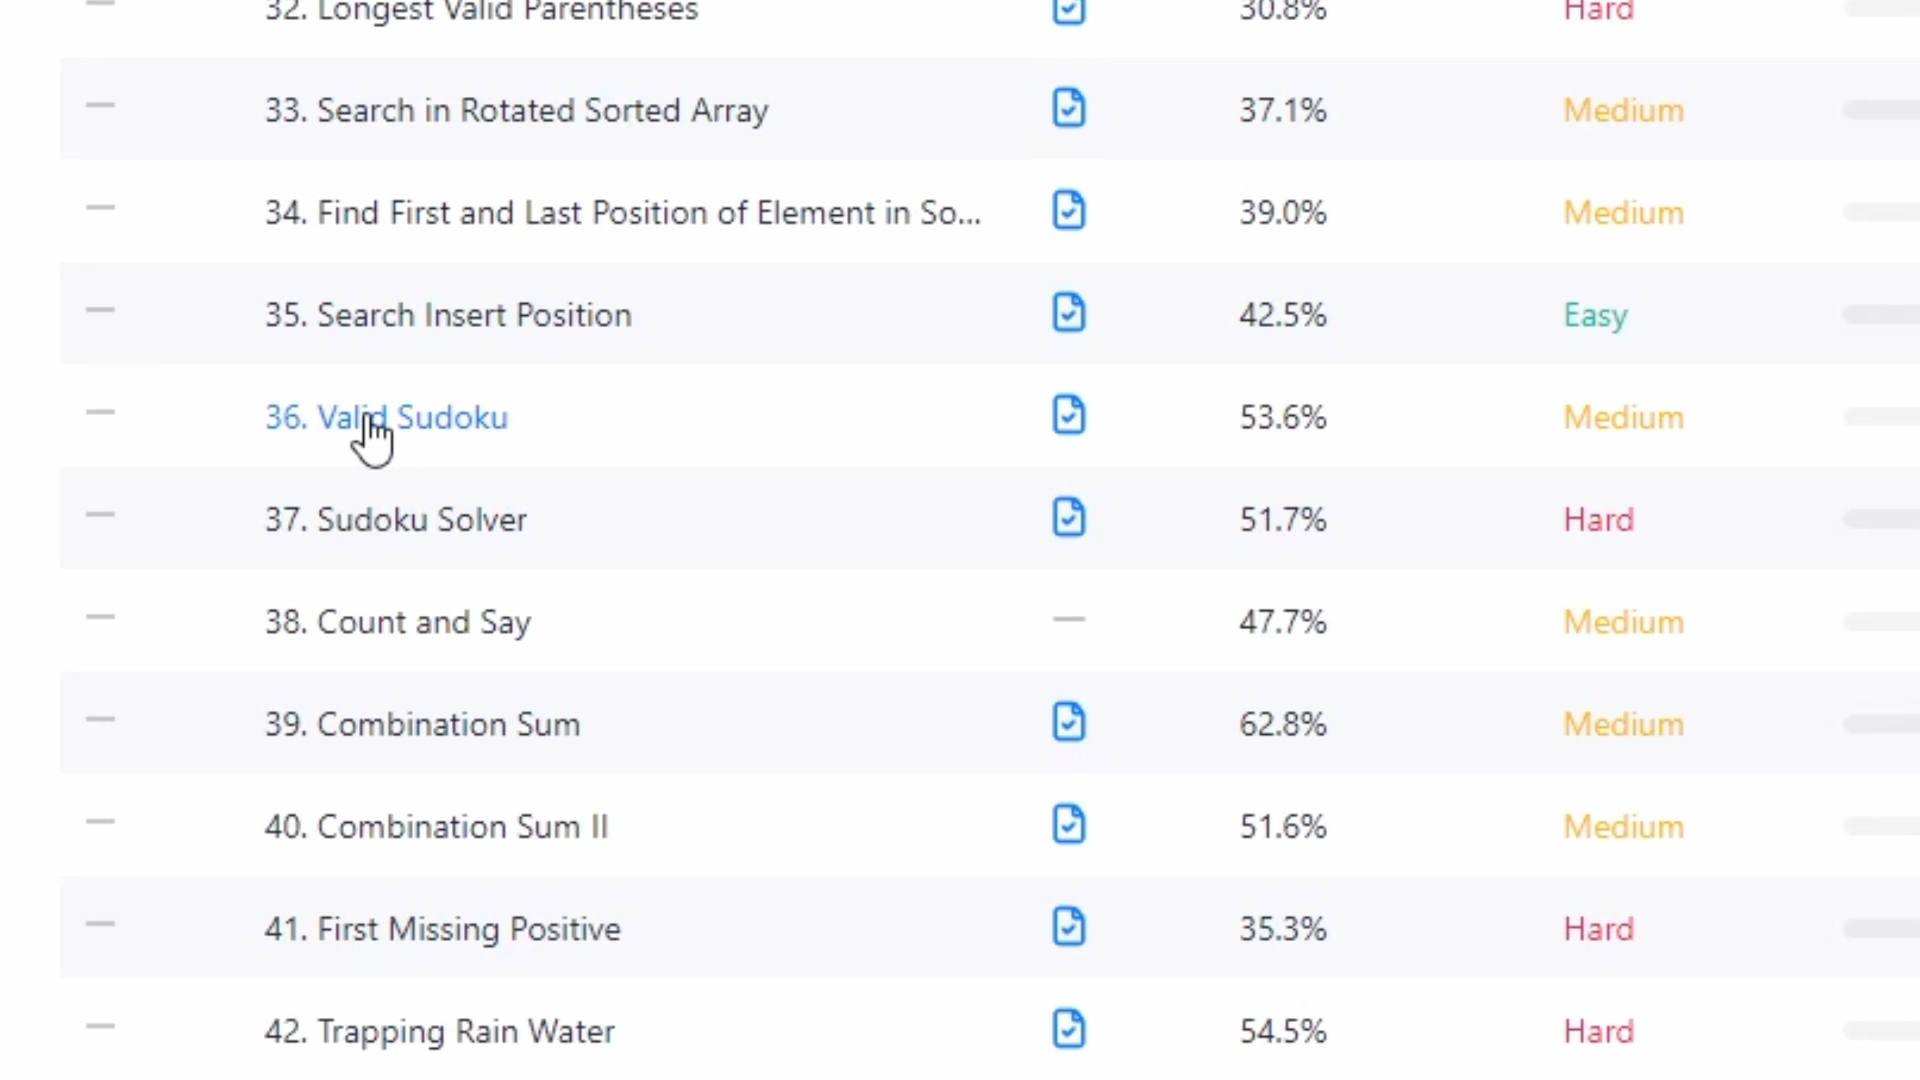 32. Longest Valid Parentheses 30.8% Hard
33. Search in Rotated Sorted Array 37.1% Medium
34. Find First and Last Position of Element in So... 39.0% Medium
35. Search Insert Position 42.5% Easy
36. Valid Sudoku 53.6% Medium
37. Sudoku Solver 51.7% Hard
38. Count and Say 47.7% Medium
39. Combination Sum 62.8% Medium
40. Combination Sum II 51.6% Medium
41. First Missing Positive 35.3% Hard
42. Trapping Rain Water 54.5% Hard